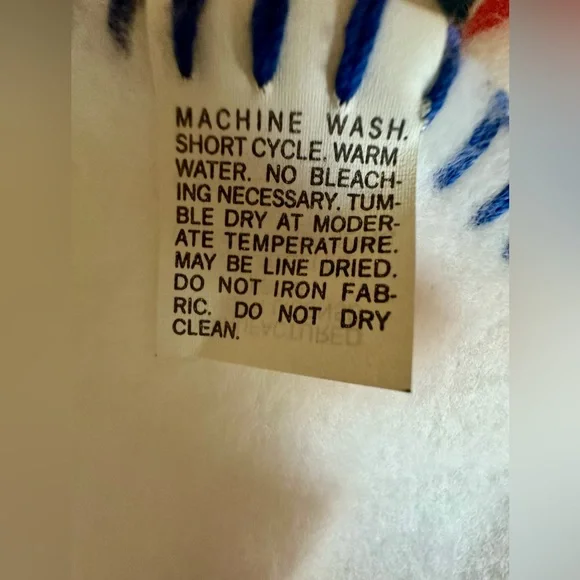 MACHINE WASH.
SHORT CYCLE. WARM
WATER. NO BLEACH-
ING NECESSARY. TUM-
BLE DRY AT MODER-
ATE TEMPERATURE.
MAY BE LINE DRIED.
DO NOT IRON FAB-
RIC. DO NOT DRY
CLEAN.